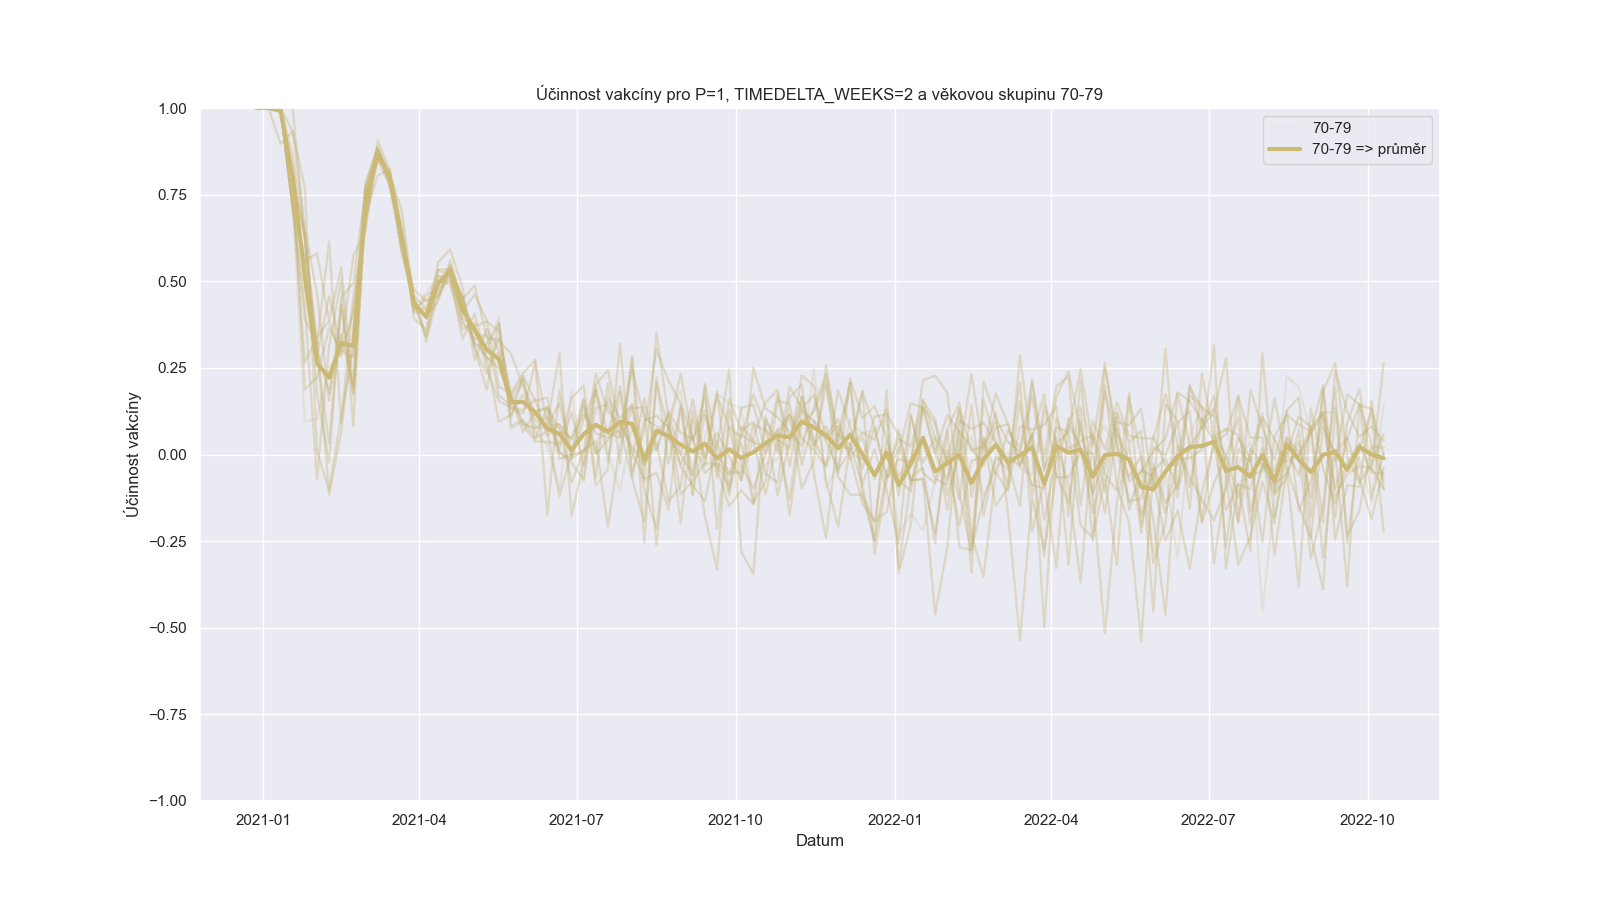 Účinnost vakcíny pro P=1, TIMEDELTA_WEEKS=2 a věkovou skupinu 70-79
70-79
70-79 => průměr
Účinnost vakcíny
1.00
0.75
0.50
0.25
0.00
−0.25
−0.50
−0.75
−1.00
2021-01 2021-04 2021-07 2021-10 2022-01 2022-04 2022-07 2022-10
Datum